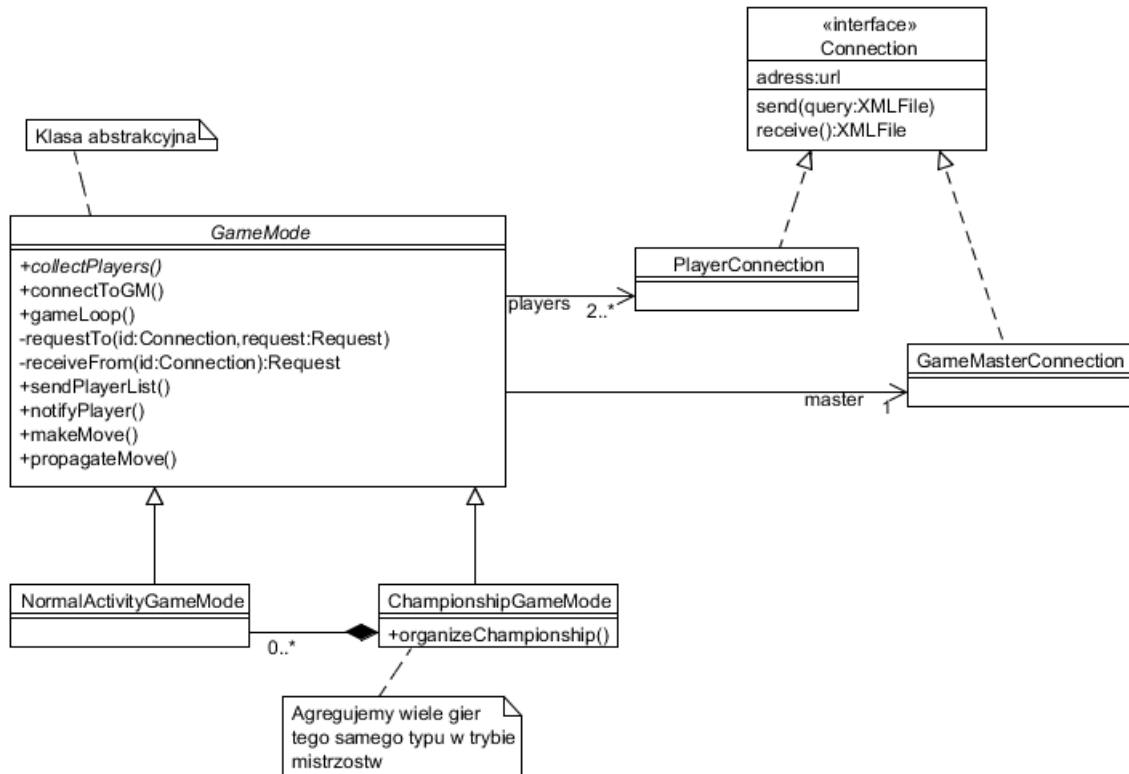 «interface»
Connection
adress:url
send(query:XMLFile)
receive():XMLFile
Klasa abstrakcyjna
GameMode
+collectPlayers()
+connectToGM()
+gameLoop()
-requestTo(id:Connection,request:Request)
-receiveFrom(id:Connection):Request
+sendPlayerList()
+notifyPlayer()
+makeMove()
+propagateMove()
PlayerConnection
players
2..*
GameMasterConnection
master
1
NormalActivityGameMode
0..*
ChampionshipGameMode
+organizeChampionship()
Agregujemy wiele gier
tego samego typu w trybie
mistrzostw